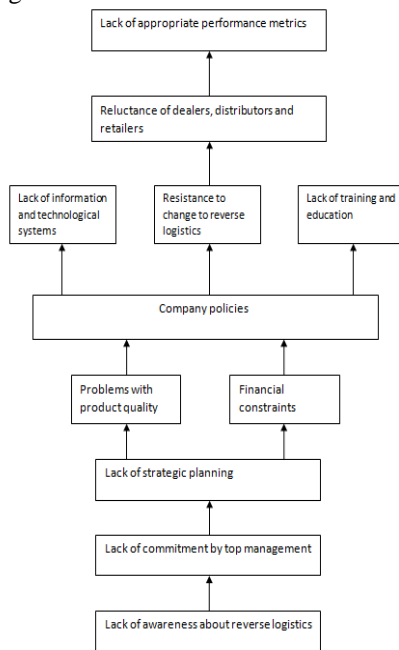 Lack of appropriate performance metrics
Reluctance of dealers, distributors and
retailers
Lack of information
and technological
systems
Resistance to
change to reverse
logistics
Lack of training and
education
Company policies
Problems with
product quality
Financial
constraints
Lack of strategic planning
Lack of commitment by top management
Lack of awareness about reverse logistics